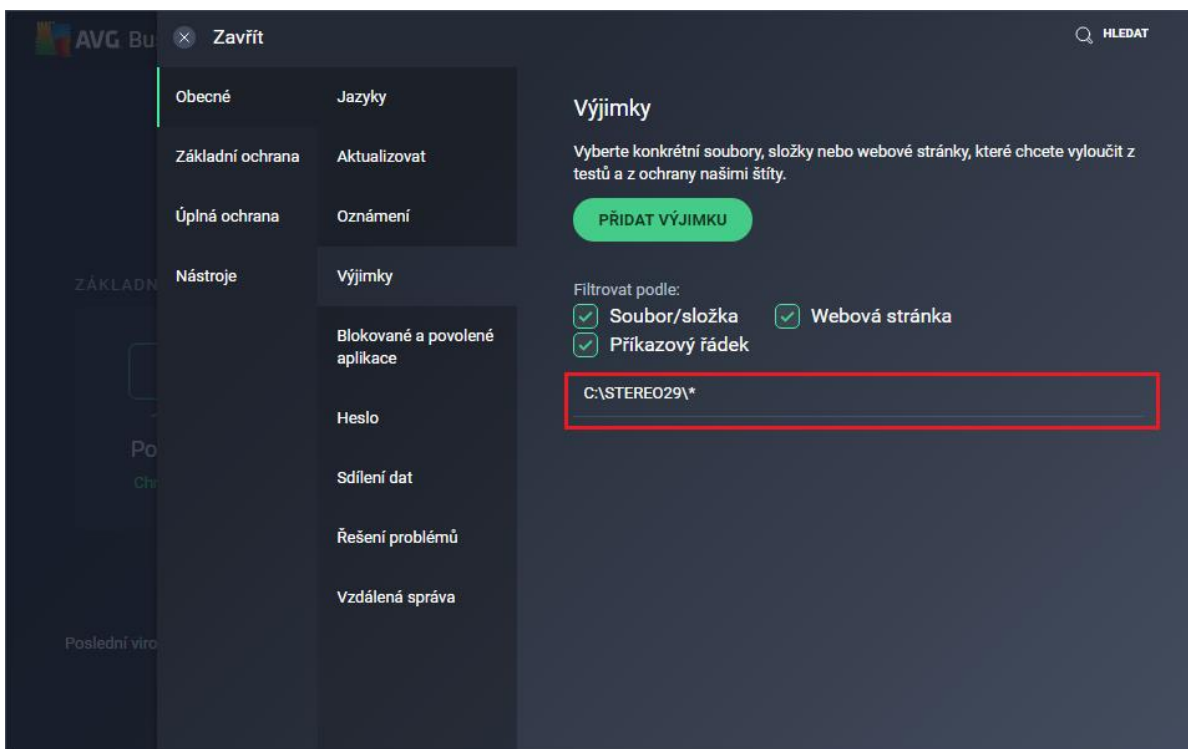 AVG Bu
Zavřít
HLEDAT
Obecné
Základní ochrana
Úplná ochrana
Nástroje
Jazyky
Aktualizovat
Oznámení
Výjimky
Blokované a povolené
aplikace
Heslo
Sdílení dat
Řešení problémů
Vzdálená správa
Výjimky
Vyberte konkrétní soubory, složky nebo webové stránky, které chcete vyloučit z
testů a z ochrany našimi štíty.
PŘIDAT VÝJIMKU
Filtrovat podle:
Soubor/složka
Webová stránka
Příkazový řádek
C:\STEREO29\*
ZÁKLADN
Po
Chr
Poslední viro